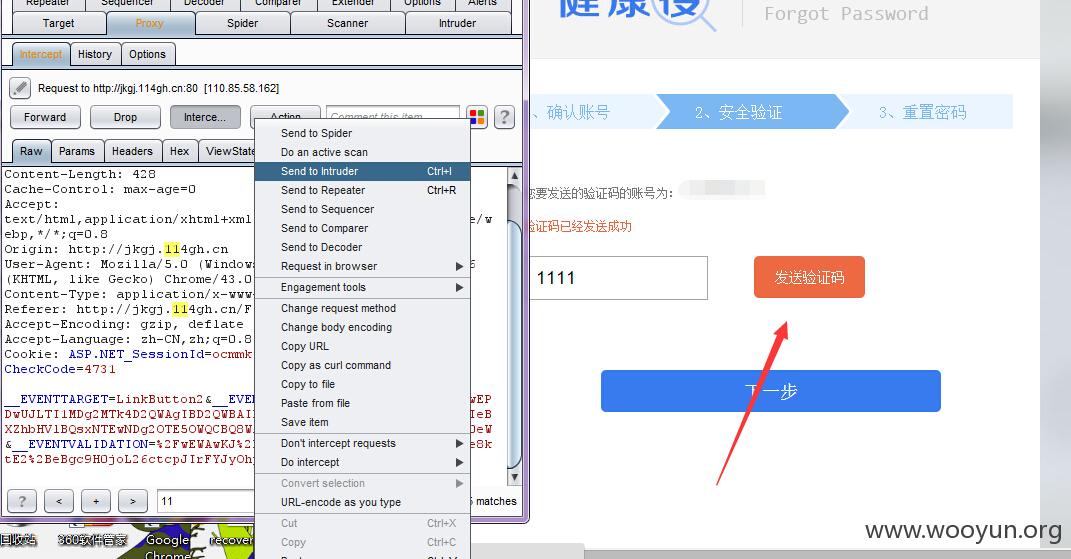 Repeater Sequencer Decoder Comparer Extender Options Alerts
Target Proxy Spider Scanner Intruder
Intercept History Options
Request to http://jkgj.114gh.cn:80 [110.85.58.162]
Forward Drop Interce... Action Comment this item ?
Raw Params Headers Hex ViewState
Content-Length: 428
Cache-Control: max-age=0
Accept:
text/html,application/xhtml+xml
e/w
ebp,*/*;q=0.8
Origin: http://jkgj.114gh.cn
User-Agent: Mozilla/5.0 (Windows
6
(KHTML, like Gecko) Chrome/43.0
Content-Type: application/x-www-
Referer: http://jkgj.114gh.cn/F
Accept-Encoding: gzip, deflate
Accept-Language: zh-CN,zh;q=0.8
Cookie: ASP.NET_SessionId=ocmmk
CheckCode=4731
__EVENTTARGET=LinkButton2&__EVE
wEP
DwUJLTI1MDg2MTk4D2QWAgIBD2QWBAI
IeB
XZhbHVlBQsxNTEwNDg2OTE5OWQCBQ8W
0eW
&__EVENTVALIDATION=%2FwEWAwKJ%2
e8k
tE2%2BeBgc9H0joL26ctcpJIrFYJyOh
? < + > 11
6 matches
Send to Spider
Do an active scan
Send to Intruder Ctrl+I
Send to Repeater Ctrl+R
Send to Sequencer
Send to Comparer
Send to Decoder
Request in browser
Engagement tools
Change request method
Change body encoding
Copy URL
Copy as curl command
Copy to file
Paste from file
Save item
Don't intercept requests
Do intercept
Convert selection
URL-encode as you type
Cut Ctrl+X
Copy Ctrl+C
回收站 360软件管家 Google Chrome recover
健康搜
Forgot Password
、确认账号 2、安全验证 3、重置密码
您要发送的验证码的账号为:
验证码已经发送成功
1111 发送验证码
下一步
www.wooyun.org